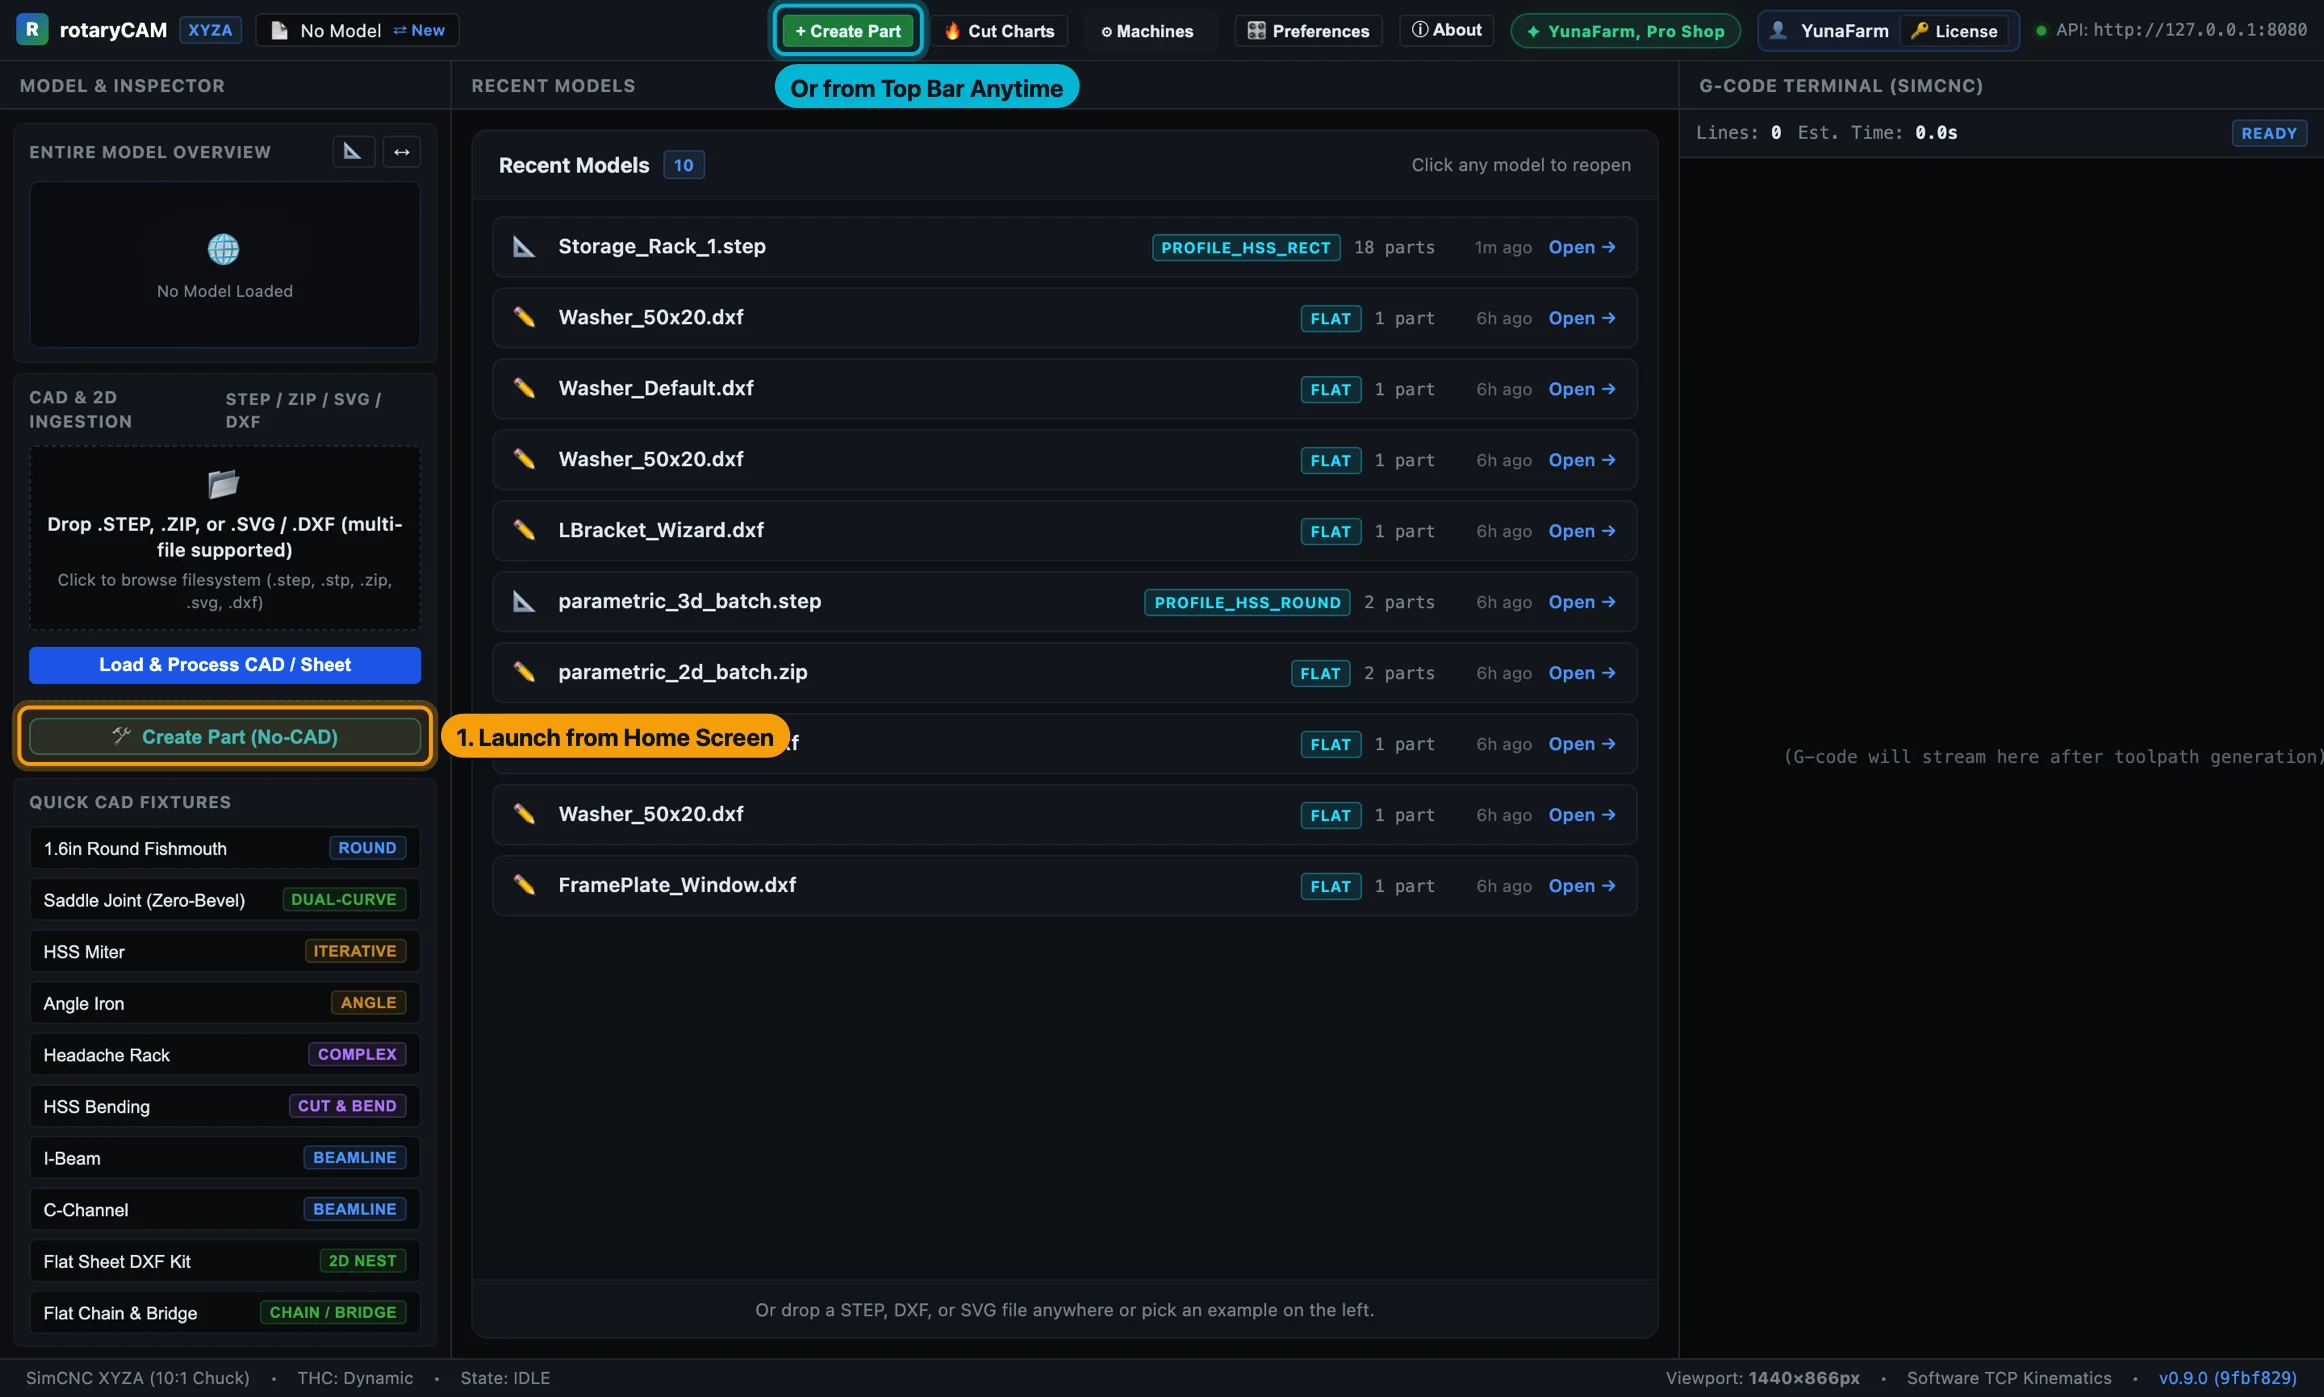 R rotaryCAM XYZA No Model ⇄ New + Create Part Cut Charts Machines Preferences About ✦ YunaFarm, Pro Shop YunaFarm License API: http://127.0.0.1:8080
MODEL & INSPECTOR
RECENT MODELS
Or from Top Bar Anytime
G-CODE TERMINAL (SIMCNC)
ENTIRE MODEL OVERVIEW
No Model Loaded
CAD & 2D INGESTION
STEP / ZIP / SVG / DXF
Drop .STEP, .ZIP, or .SVG / .DXF (multi-
file supported)
Click to browse filesystem (.step, .stp, .zip,
.svg, .dxf)
Load & Process CAD / Sheet
Create Part (No-CAD)
1. Launch from Home Screen
QUICK CAD FIXTURES
1.6in Round Fishmouth ROUND
Saddle Joint (Zero-Bevel) DUAL-CURVE
HSS Miter ITERATIVE
Angle Iron ANGLE
Headache Rack COMPLEX
HSS Bending CUT & BEND
I-Beam BEAMLINE
C-Channel BEAMLINE
Flat Sheet DXF Kit 2D NEST
Flat Chain & Bridge CHAIN / BRIDGE
Recent Models 10 Click any model to reopen
Storage_Rack_1.step PROFILE_HSS_RECT 18 parts 1m ago Open →
Washer_50x20.dxf FLAT 1 part 6h ago Open →
Washer_Default.dxf FLAT 1 part 6h ago Open →
Washer_50x20.dxf FLAT 1 part 6h ago Open →
LBracket_Wizard.dxf FLAT 1 part 6h ago Open →
parametric_3d_batch.step PROFILE_HSS_ROUND 2 parts 6h ago Open →
parametric_2d_batch.zip FLAT 2 parts 6h ago Open →
FLAT 1 part 6h ago Open →
Washer_50x20.dxf FLAT 1 part 6h ago Open →
FramePlate_Window.dxf FLAT 1 part 6h ago Open →
Or drop a STEP, DXF, or SVG file anywhere or pick an example on the left.
Lines: 0 Est. Time: 0.0s READY
(G-code will stream here after toolpath generation)
SimCNC XYZA (10:1 Chuck) • THC: Dynamic • State: IDLE
Viewport: 1440×866px • Software TCP Kinematics • v0.9.0 (9fbf829)